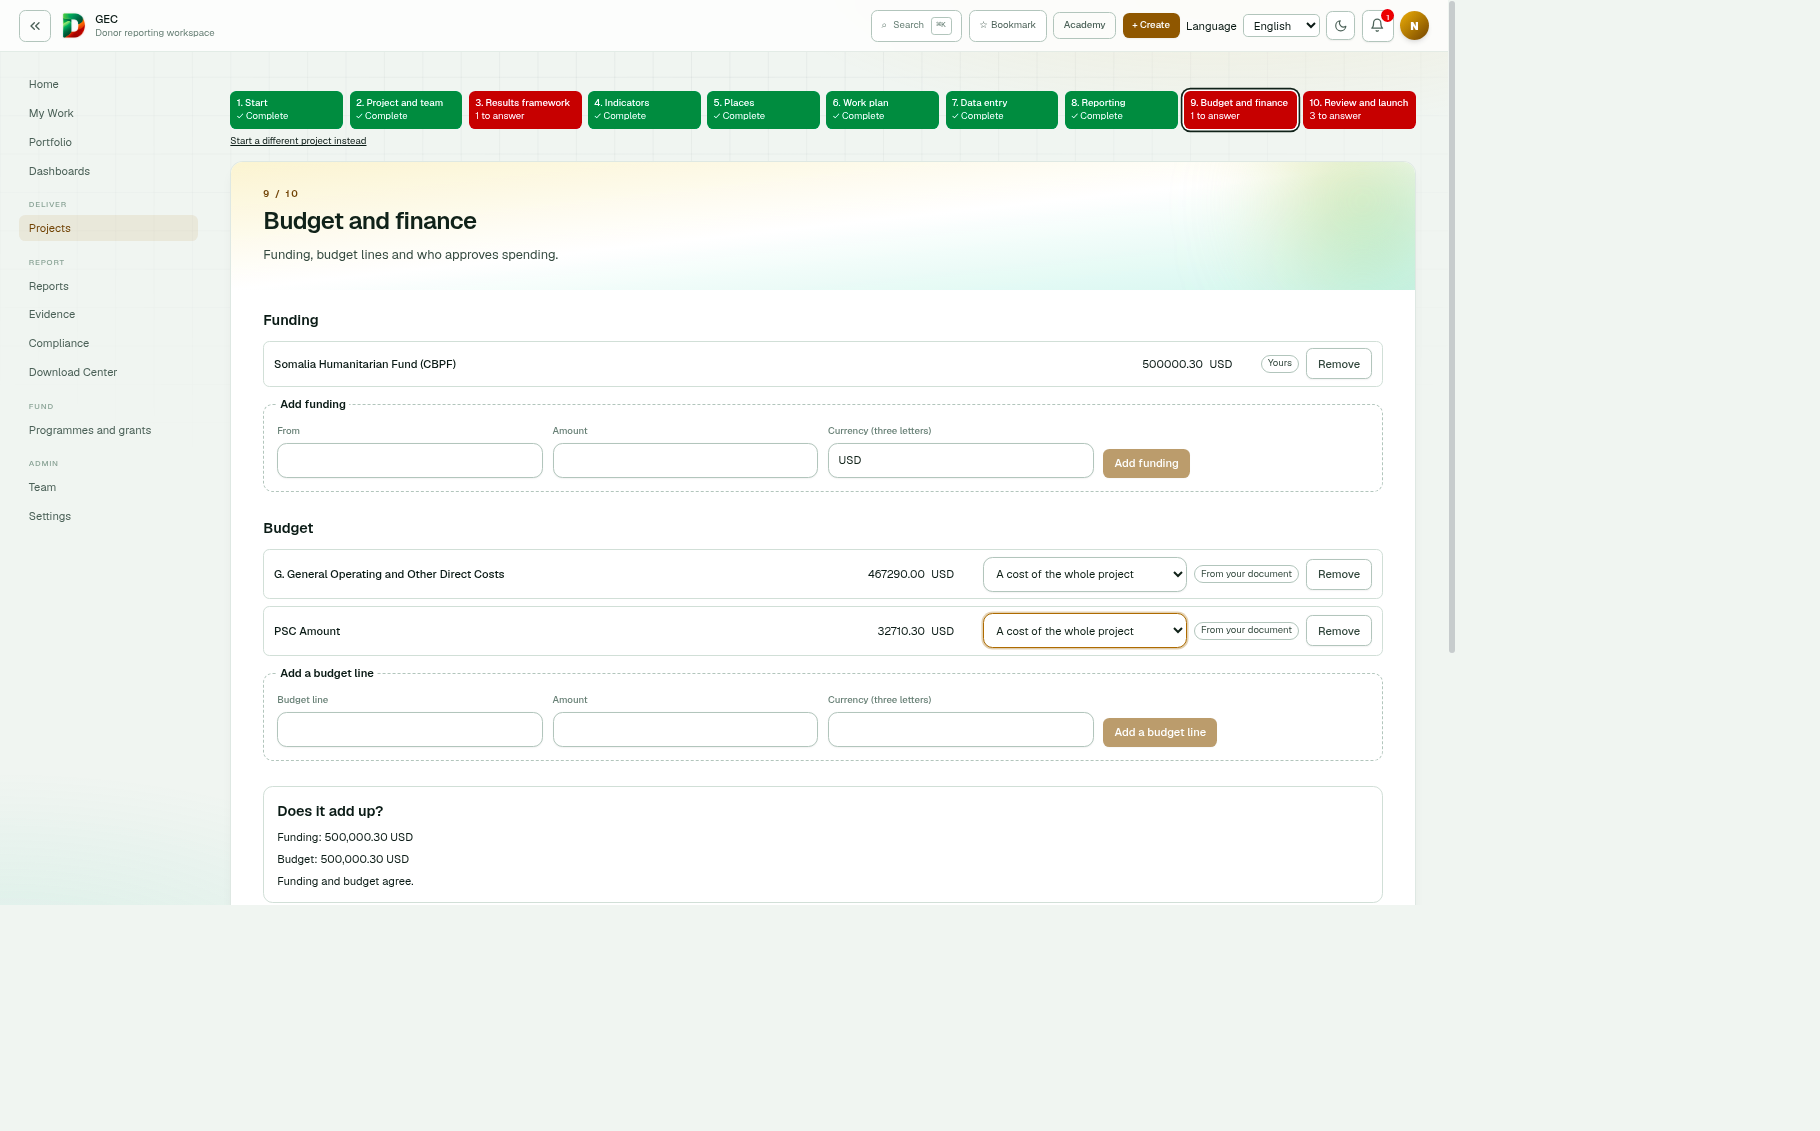 GEC
Donor reporting workspace
Search ⌘K
☆ Bookmark
Academy
+ Create
Language
English
1
N
Home
My Work
Portfolio
Dashboards
DELIVER
Projects
REPORT
Reports
Evidence
Compliance
Download Center
FUND
Programmes and grants
ADMIN
Team
Settings
1. Start
✓ Complete
2. Project and team
✓ Complete
3. Results framework
1 to answer
4. Indicators
✓ Complete
5. Places
✓ Complete
6. Work plan
✓ Complete
7. Data entry
✓ Complete
8. Reporting
✓ Complete
9. Budget and finance
1 to answer
10. Review and launch
3 to answer
Start a different project instead
9 / 10
Budget and finance
Funding, budget lines and who approves spending.
Funding
Somalia Humanitarian Fund (CBPF) 500000.30 USD Yours Remove
Add funding
From Amount Currency (three letters)
USD Add funding
Budget
G. General Operating and Other Direct Costs 467290.00 USD A cost of the whole project From your document Remove
PSC Amount 32710.30 USD A cost of the whole project From your document Remove
Add a budget line
Budget line Amount Currency (three letters)
Add a budget line
Does it add up?
Funding: 500,000.30 USD
Budget: 500,000.30 USD
Funding and budget agree.